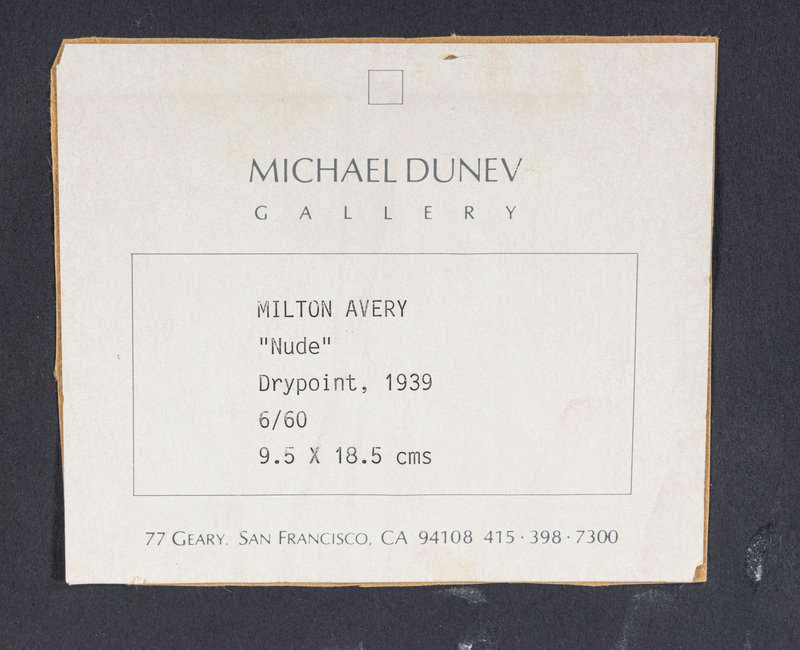 MICHAEL DUNEV
GALLERY
MILTON AVERY
"Nude"
Drypoint, 1939
6/60
9.5 X 18.5 cms
77 GEARY. SAN FRANCISCO, CA 94108 415·398·7300